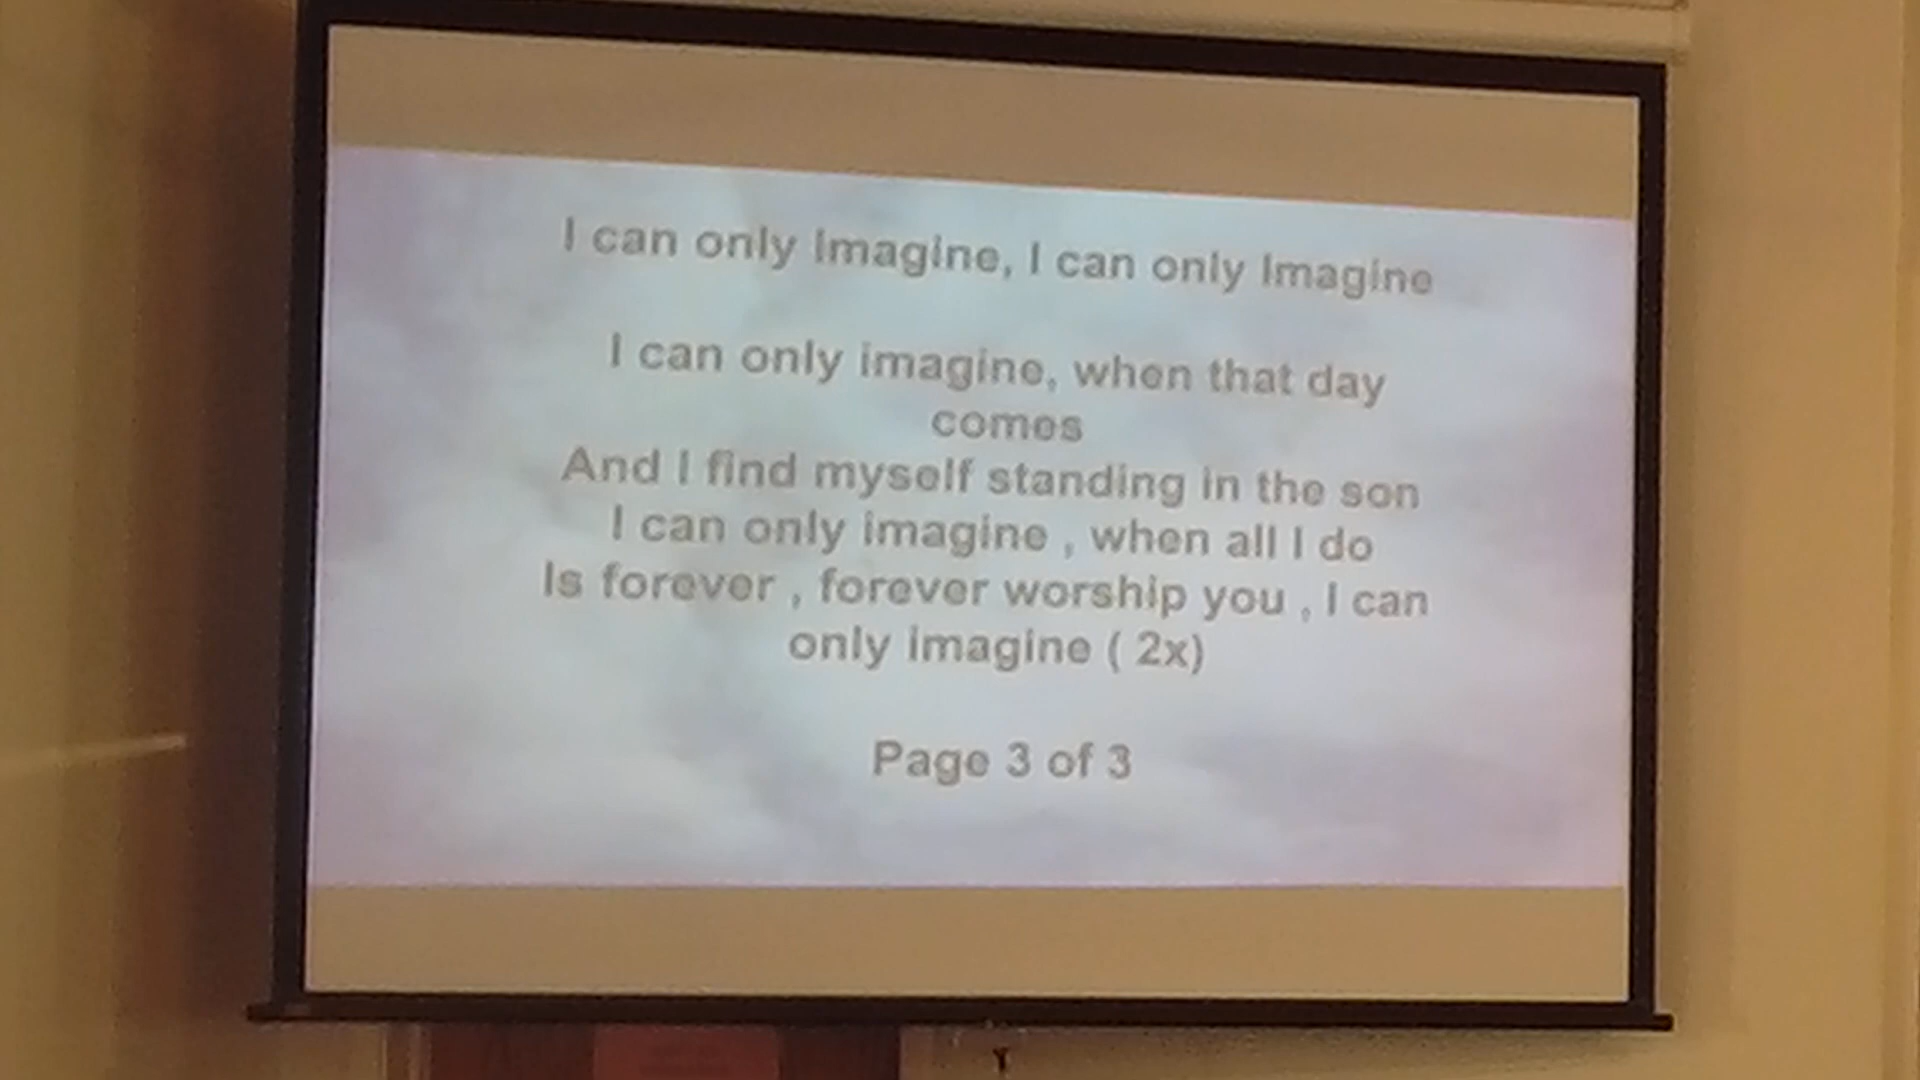 I can only imagine, I can only Imagine
I can only imagine, when that day
comes
And I find myself standing in the son
I can only imagine , when all I do
Is forever , forever worship you , I can
only imagine ( 2x)
Page 3 of 3